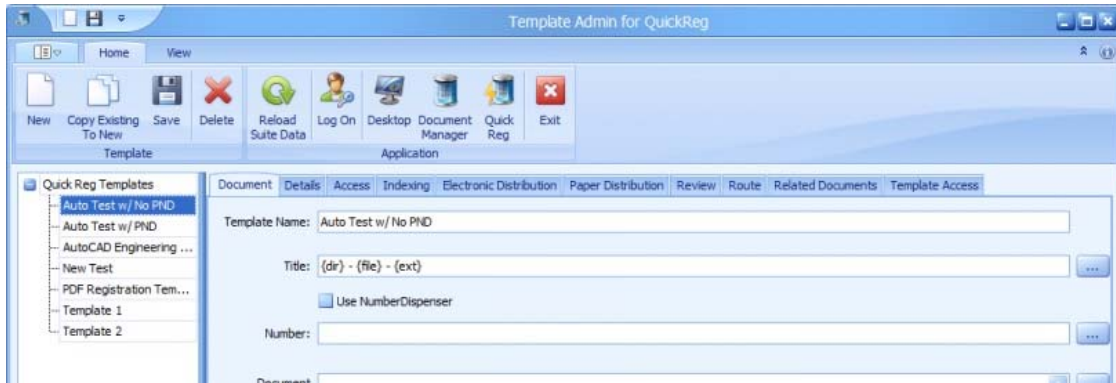 Template Admin for QuickReg
Home View
New Copy Existing To New Save Delete Reload Suite Data Log On Desktop Document Manager Quick Reg Exit
Template Application
Quick Reg Templates
Auto Test w/ No PND
Auto Test w/ PND
AutoCAD Engineering ...
New Test
PDF Registration Tem...
Template 1
Template 2
Document Details Access Indexing Electronic Distribution Paper Distribution Review Route Related Documents Template Access
Template Name: Auto Test w/ No PND
Title: {dir} - {file} - {ext} ...
Use NumberDispenser
Number: ...
Document